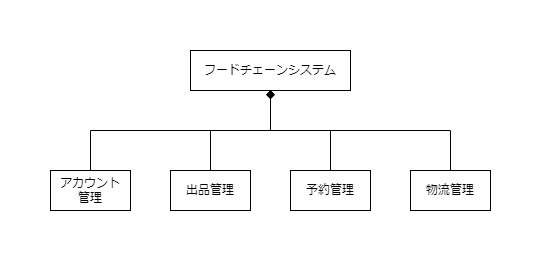 フードチェーンシステム
アカウント
管理
出品管理
予約管理
物流管理